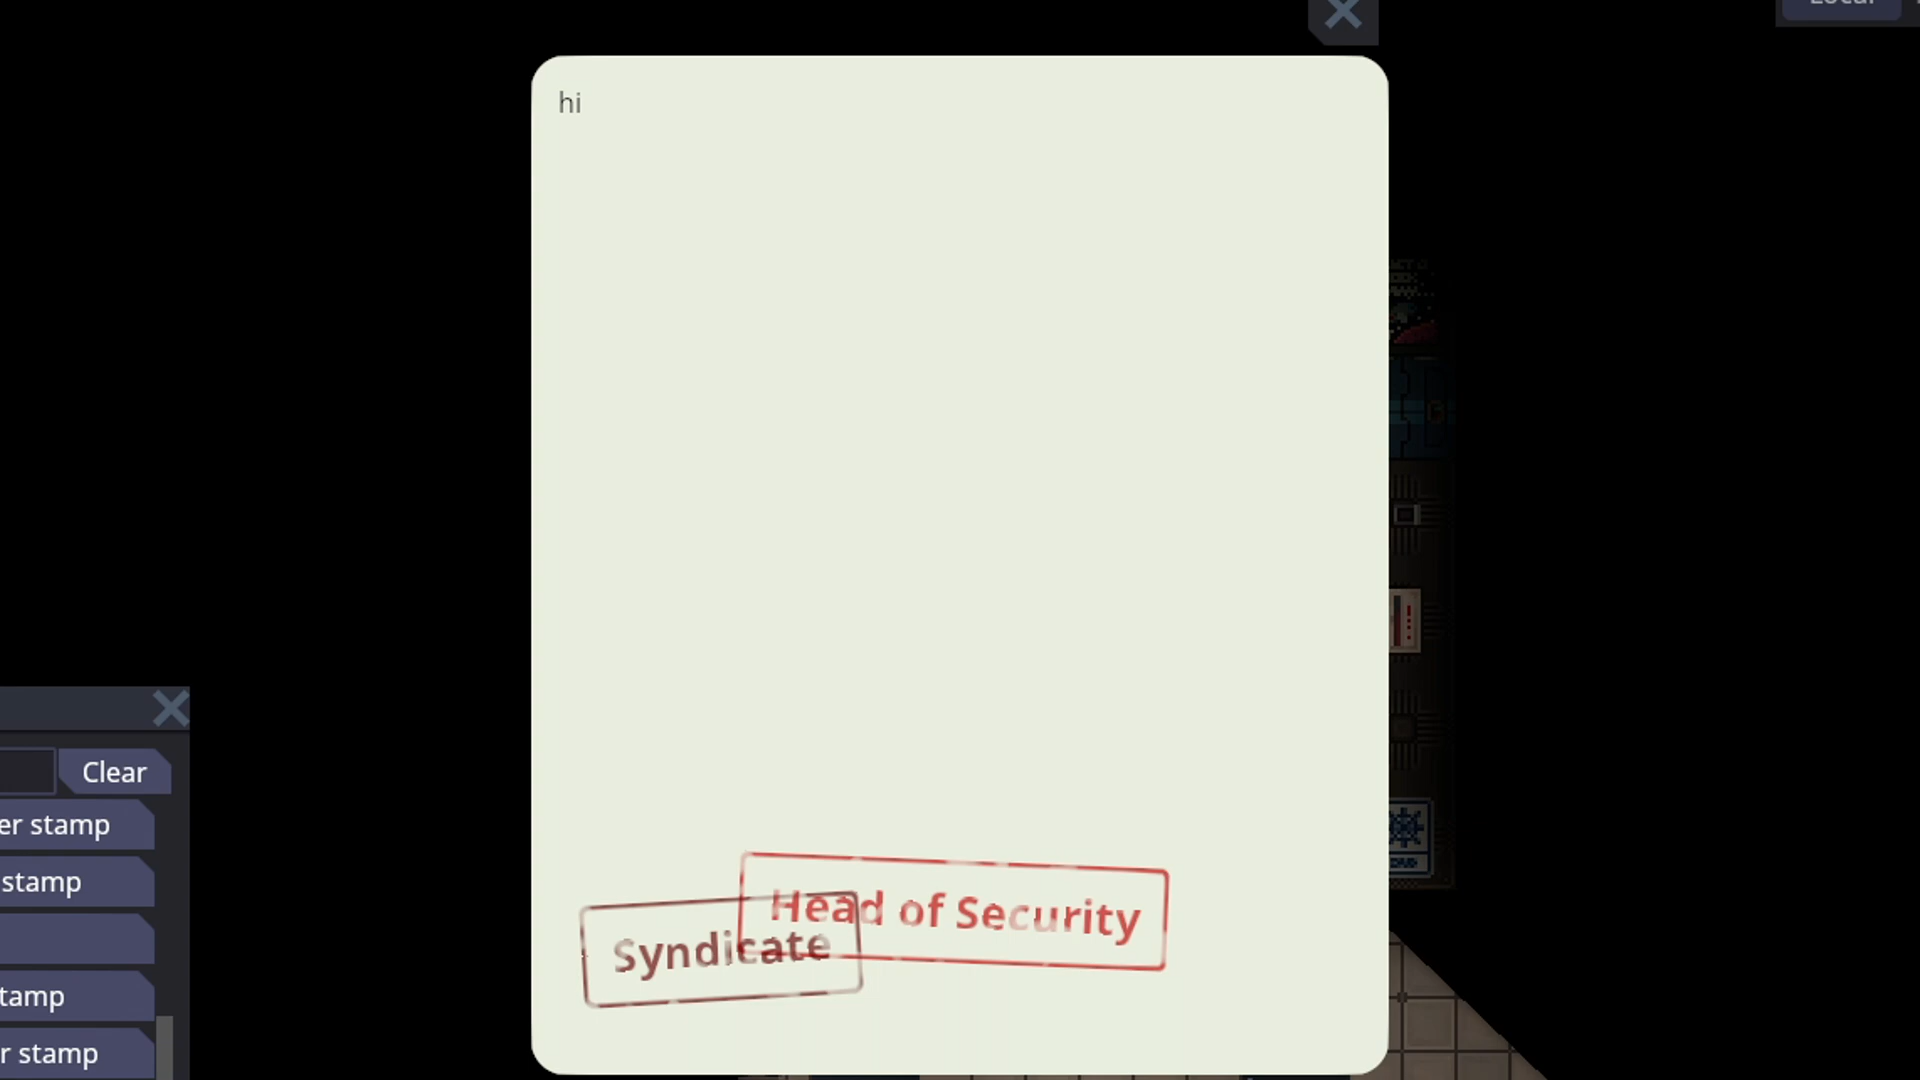 hi
Clear
er stamp
stamp
tamp
r stamp
Head of Security
Syndicate